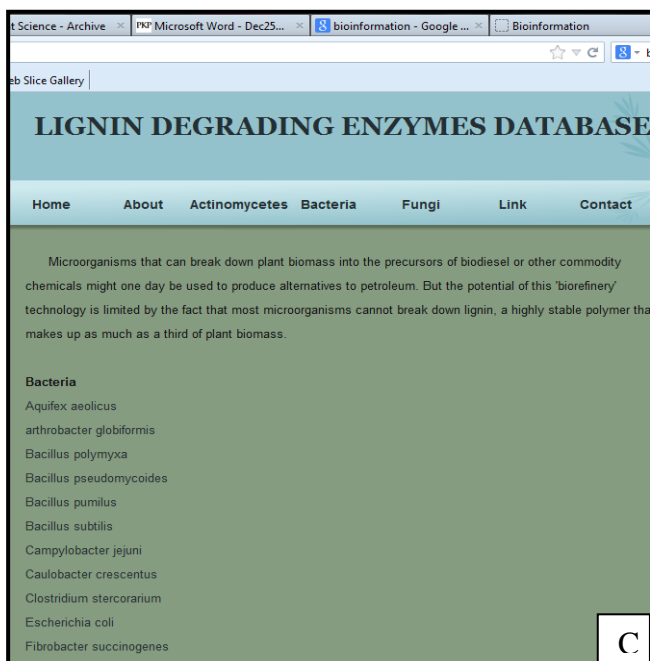 t Science - Archive × PKP Microsoft Word - Dec25... × 8 bioinformation - Google ... × Bioinformation
8
eb Slice Gallery
LIGNIN DEGRADING ENZYMES DATABASE
Home About Actinomycetes Bacteria Fungi Link Contact
Microorganisms that can break down plant biomass into the precursors of biodiesel or other commodity
chemicals might one day be used to produce alternatives to petroleum. But the potential of this 'biorefinery'
technology is limited by the fact that most microorganisms cannot break down lignin, a highly stable polymer tha
makes up as much as a third of plant biomass.
Bacteria
Aquifex aeolicus
arthrobacter globiformis
Bacillus polymyxa
Bacillus pseudomycoides
Bacillus pumilus
Bacillus subtilis
Campylobacter jejuni
Caulobacter crescentus
Clostridium stercorarium
Escherichia coli
Fibrobacter succinogenes
C